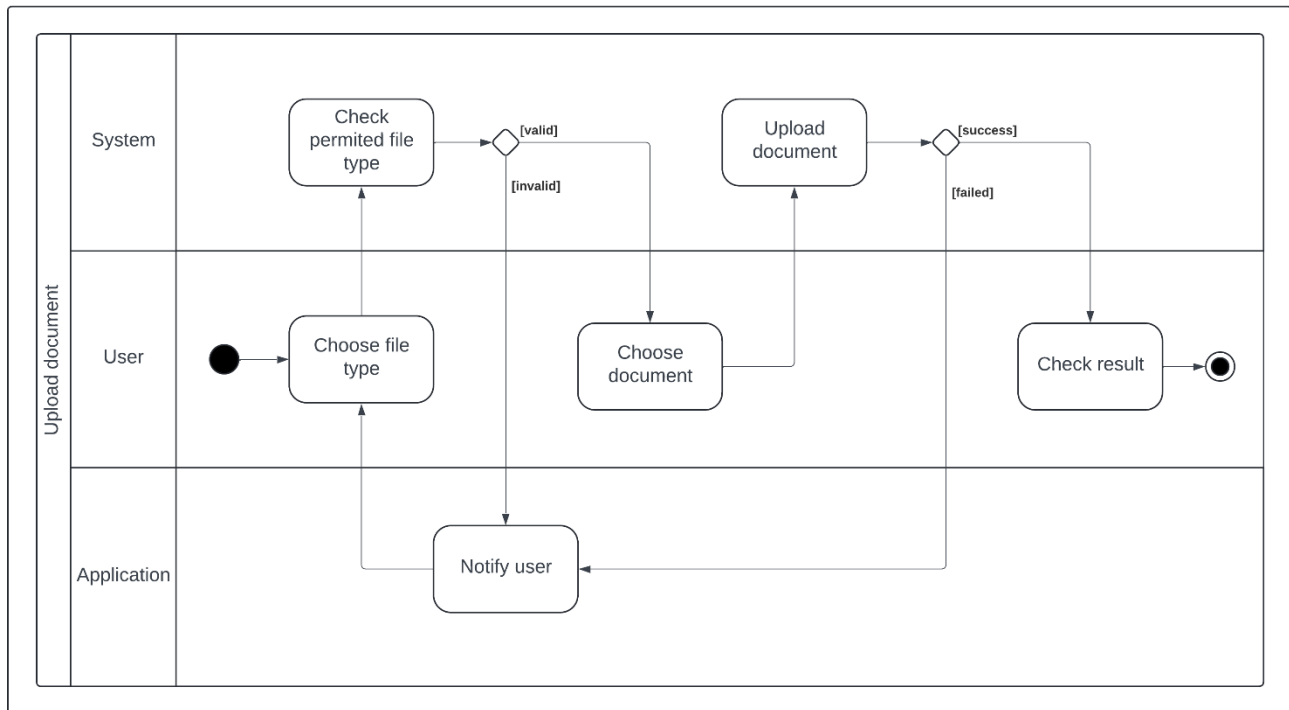 Upload document
System
Check
permited file
type
[valid]
[invalid]
Upload
document
[success]
[failed]
User
Choose file
type
Choose
document
Check result
Application
Notify user